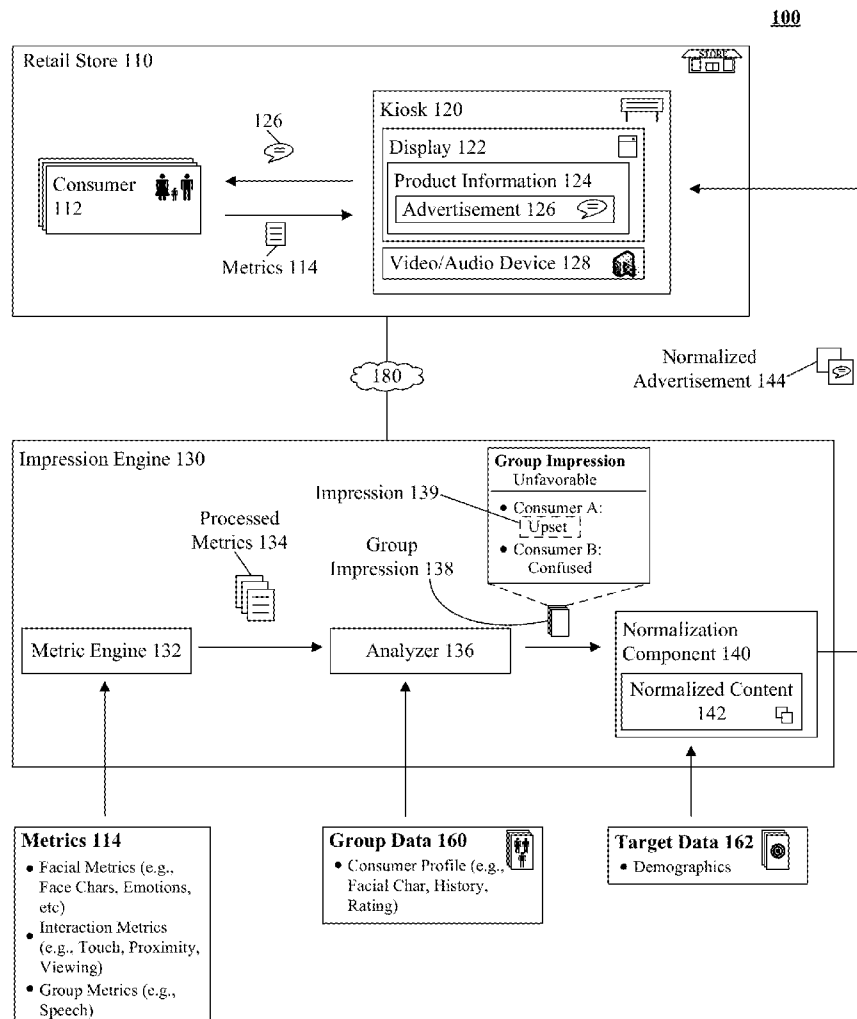 100
Retail Store 110
STORE
126
Consumer
112
Metrics 114
Kiosk 120
Display 122
Product Information 124
Advertisement 126
Video/Audio Device 128
180
Normalized
Advertisement 144
Impression Engine 130
Group Impression
Unfavorable
• Consumer A:
Upset
• Consumer B:
Confused
Impression 139
Processed
Metrics 134
Group
Impression 138
Metric Engine 132
Analyzer 136
Normalization
Component 140
Normalized Content
142
Metrics 114
• Facial Metrics (e.g.,
Face Chars, Emotions,
etc)
• Interaction Metrics
(e.g., Touch, Proximity,
Viewing)
• Group Metrics (e.g.,
Speech)
Group Data 160
• Consumer Profile (e.g.,
Facial Char, History,
Rating)
Target Data 162
• Demographics